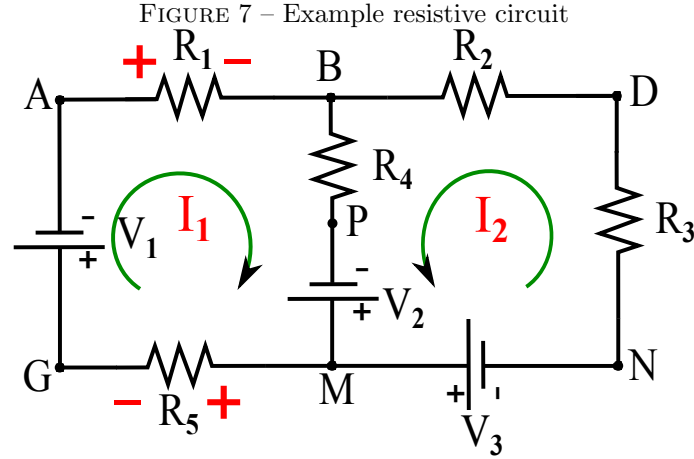 FIGURE 7 – Example resistive circuit
+ R1 -
B
R2
A
D
R4
I1
P
I2
R3
-
V1
+
-
V2
+
G
- R5 +
M
+ -
V3
N